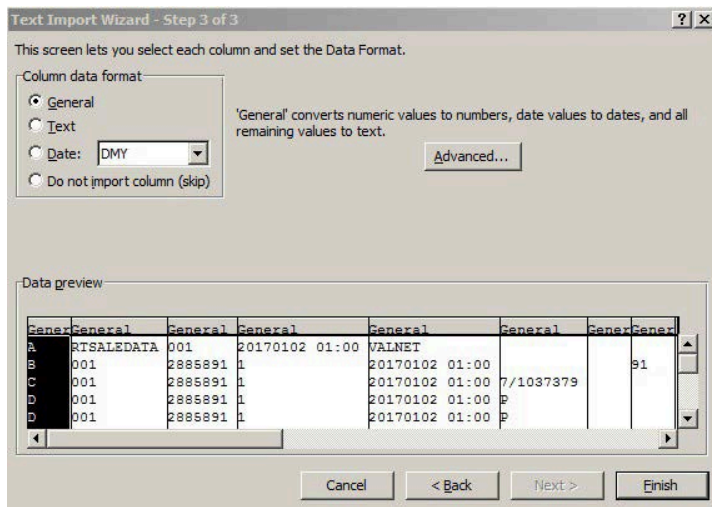 Text Import Wizard - Step 3 of 3
This screen lets you select each column and set the Data Format.
Column data format
General
Text
Date: DMY
Do not import column (skip)
'General' converts numeric values to numbers, date values to dates, and all
remaining values to text.
Advanced...
Data preview
Gener General General General General General Gener Gener
A RTSALEDATA 001 20170102 01:00 VALNET
B 001 2885891 1 20170102 01:00 91
C 001 2885891 1 20170102 01:00 7/1037379
D 001 2885891 1 20170102 01:00 P
D 001 2885891 1 20170102 01:00 P
Cancel < Back Next > Finish